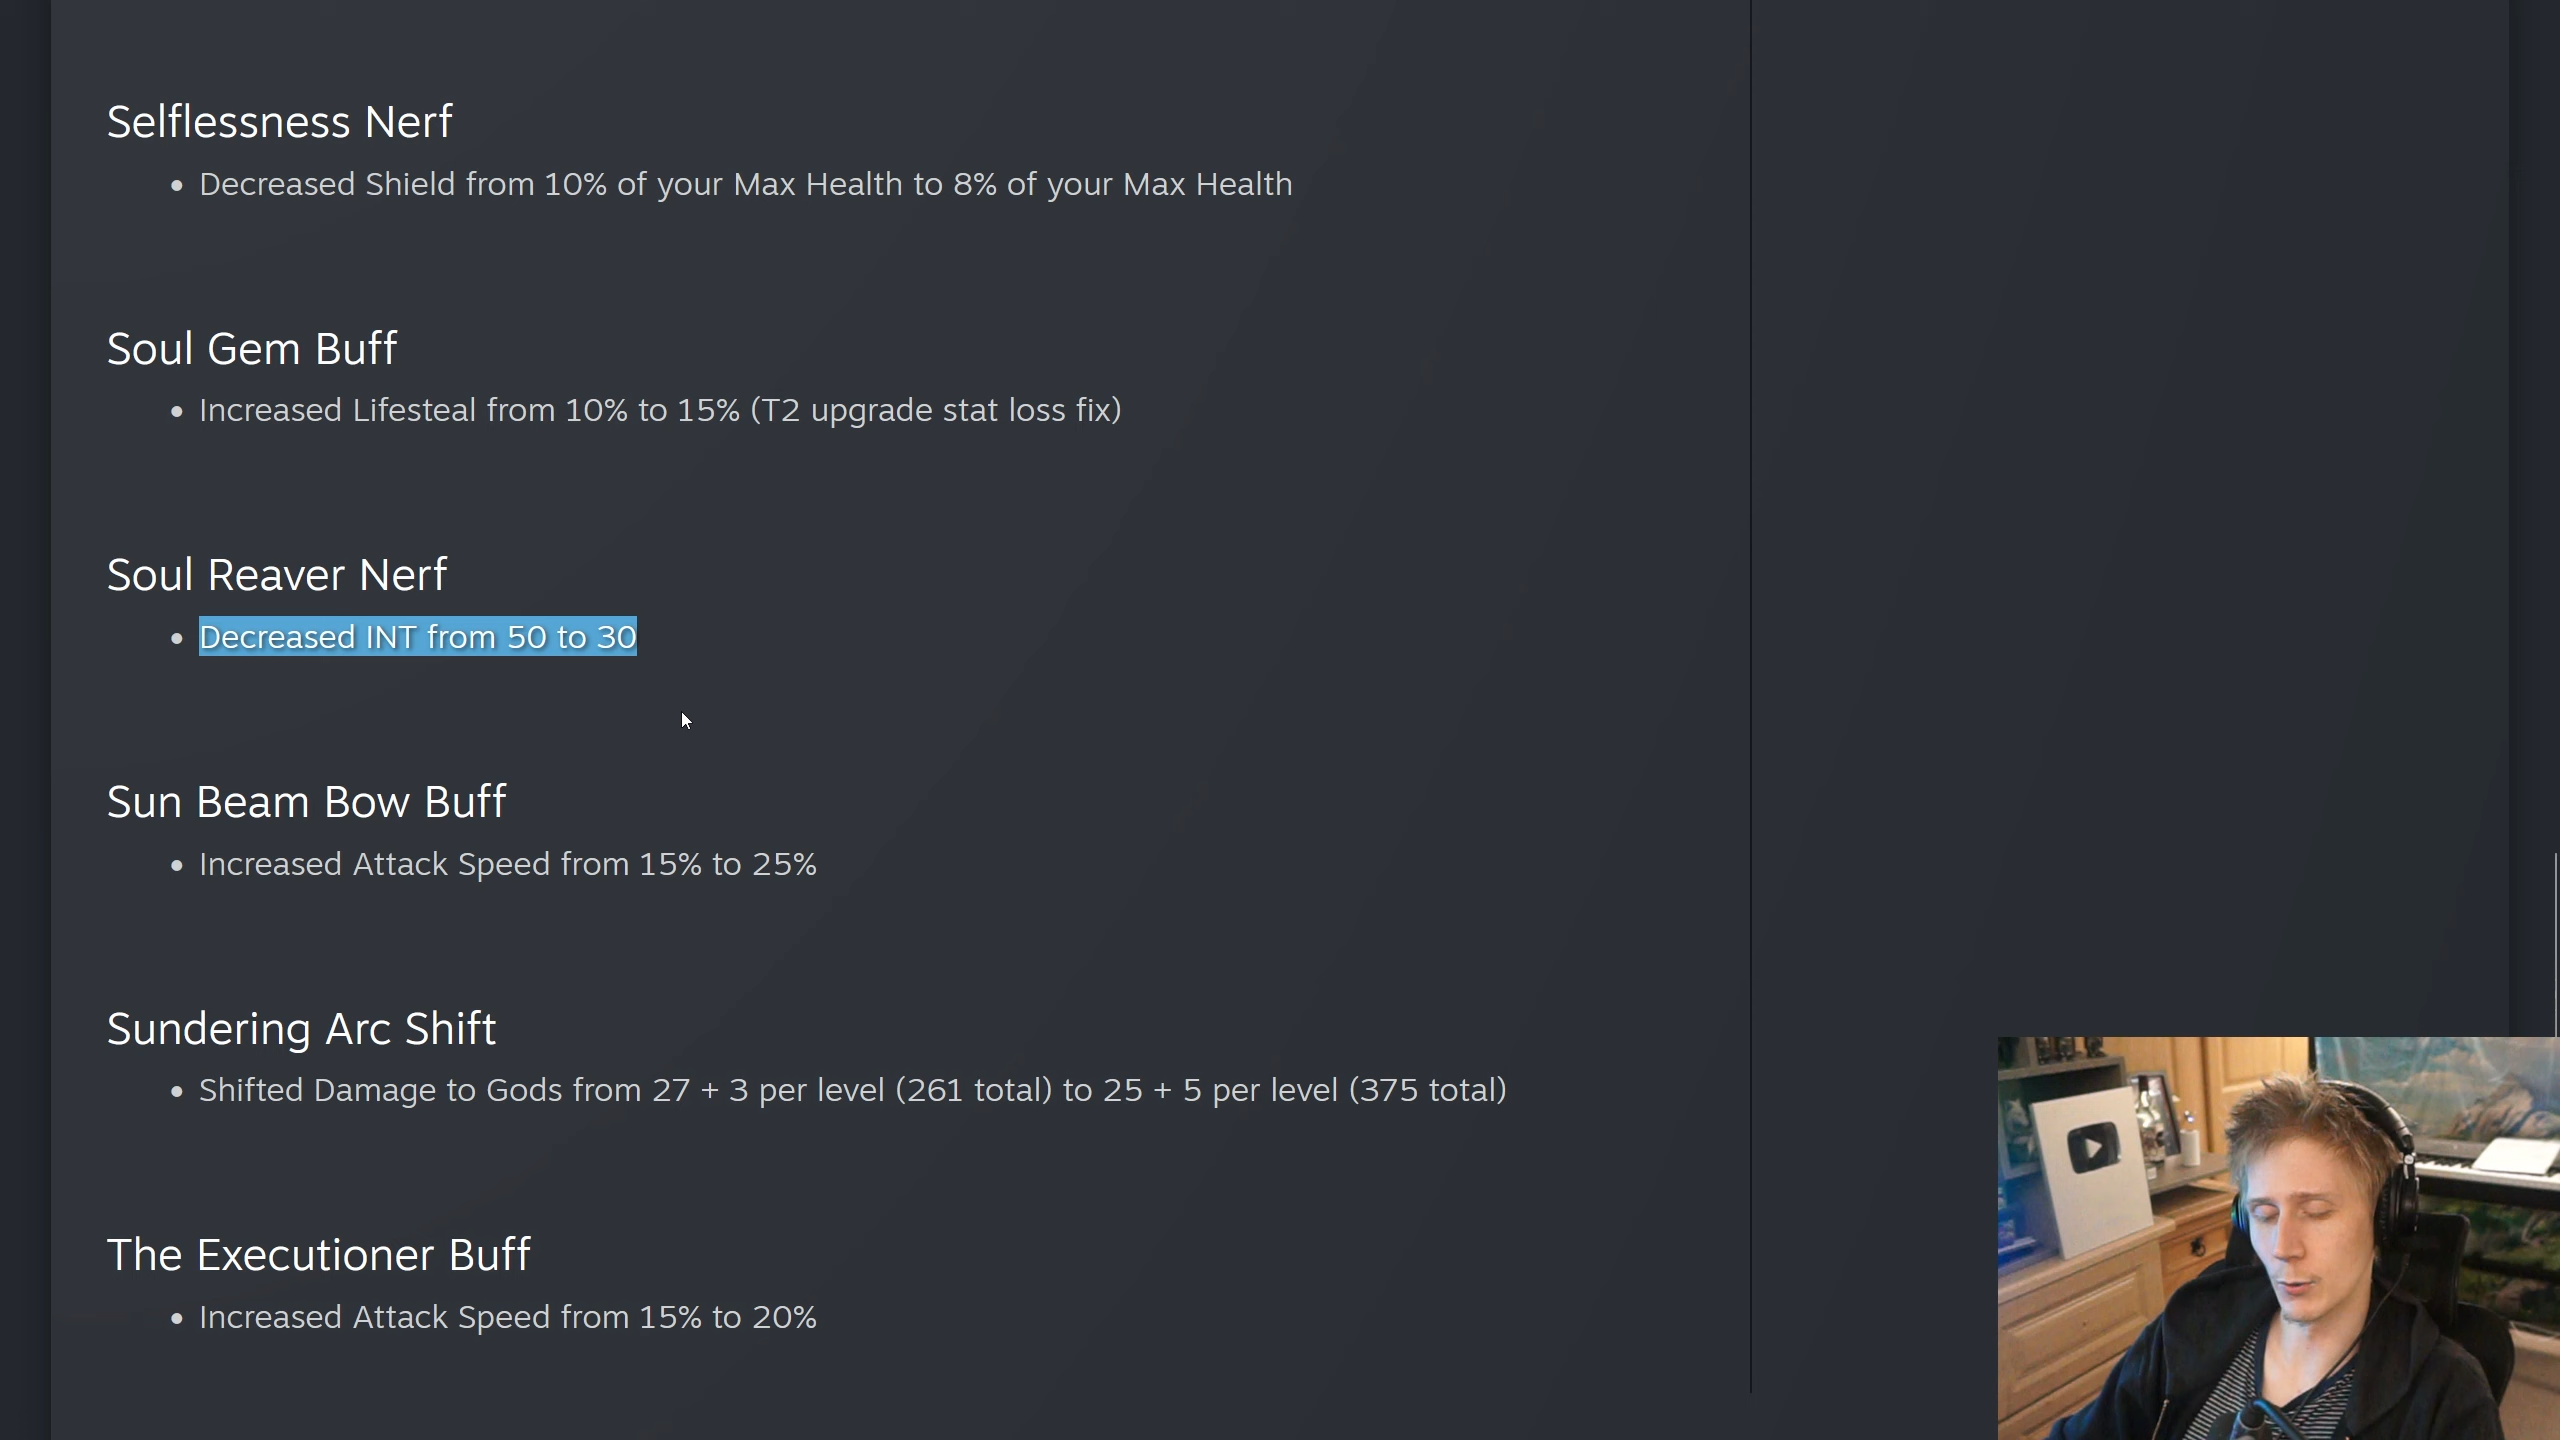 Selflessness Nerf
Decreased Shield from 10% of your Max Health to 8% of your Max Health
Soul Gem Buff
Increased Lifesteal from 10% to 15% (T2 upgrade stat loss fix)
Soul Reaver Nerf
Decreased INT from 50 to 30
Sun Beam Bow Buff
Increased Attack Speed from 15% to 25%
Sundering Arc Shift
Shifted Damage to Gods from 27 + 3 per level (261 total) to 25 + 5 per level (375 total)
The Executioner Buff
Increased Attack Speed from 15% to 20%